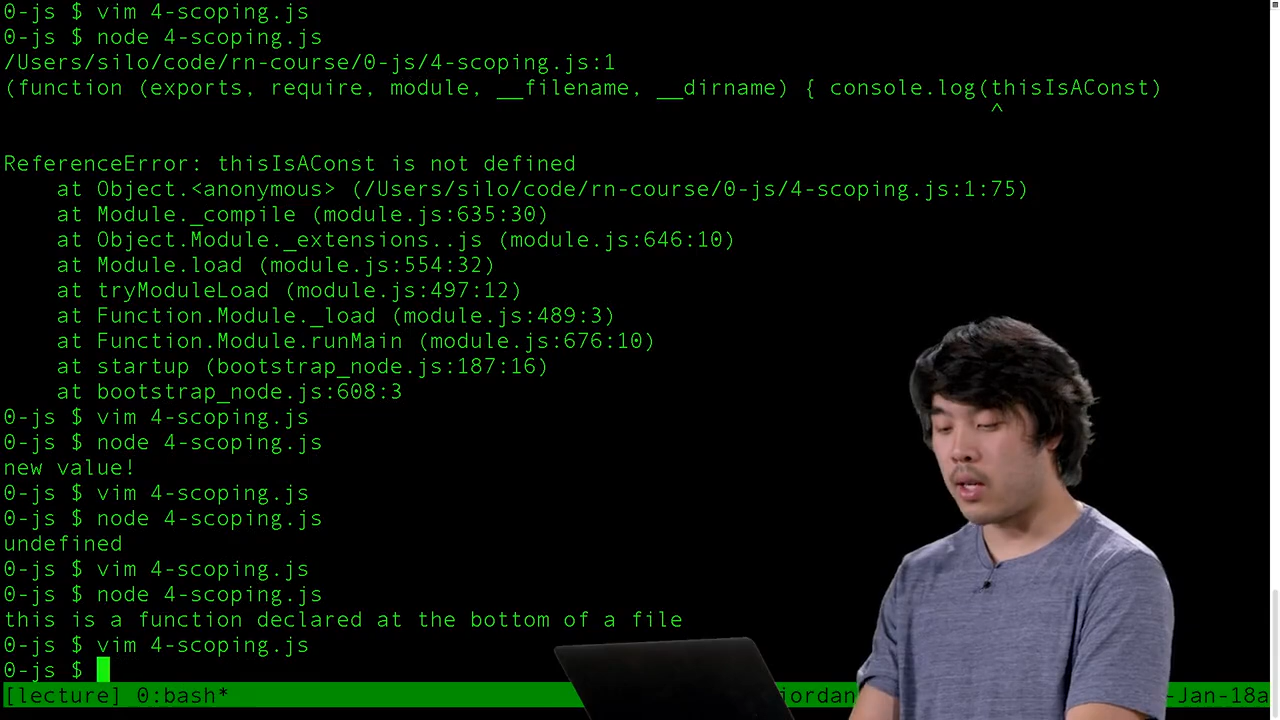 0-js $ vim 4-scoping.js
0-js $ node 4-scoping.js
/Users/silo/code/rn-course/0-js/4-scoping.js:1
(function (exports, require, module, __filename, __dirname) { console.log(thisIsAConst)
^
ReferenceError: thisIsAConst is not defined
    at Object.<anonymous> (/Users/silo/code/rn-course/0-js/4-scoping.js:1:75)
    at Module._compile (module.js:635:30)
    at Object.Module._extensions..js (module.js:646:10)
    at Module.load (module.js:554:32)
    at tryModuleLoad (module.js:497:12)
    at Function.Module._load (module.js:489:3)
    at Function.Module.runMain (module.js:676:10)
    at startup (bootstrap_node.js:187:16)
    at bootstrap_node.js:608:3
0-js $ vim 4-scoping.js
0-js $ node 4-scoping.js
new value!
0-js $ vim 4-scoping.js
0-js $ node 4-scoping.js
undefined
0-js $ vim 4-scoping.js
0-js $ node 4-scoping.js
this is a function declared at the bottom of a file
0-js $ vim 4-scoping.js
0-js $
[lecture] 0:bash* jordan -Jan-18a